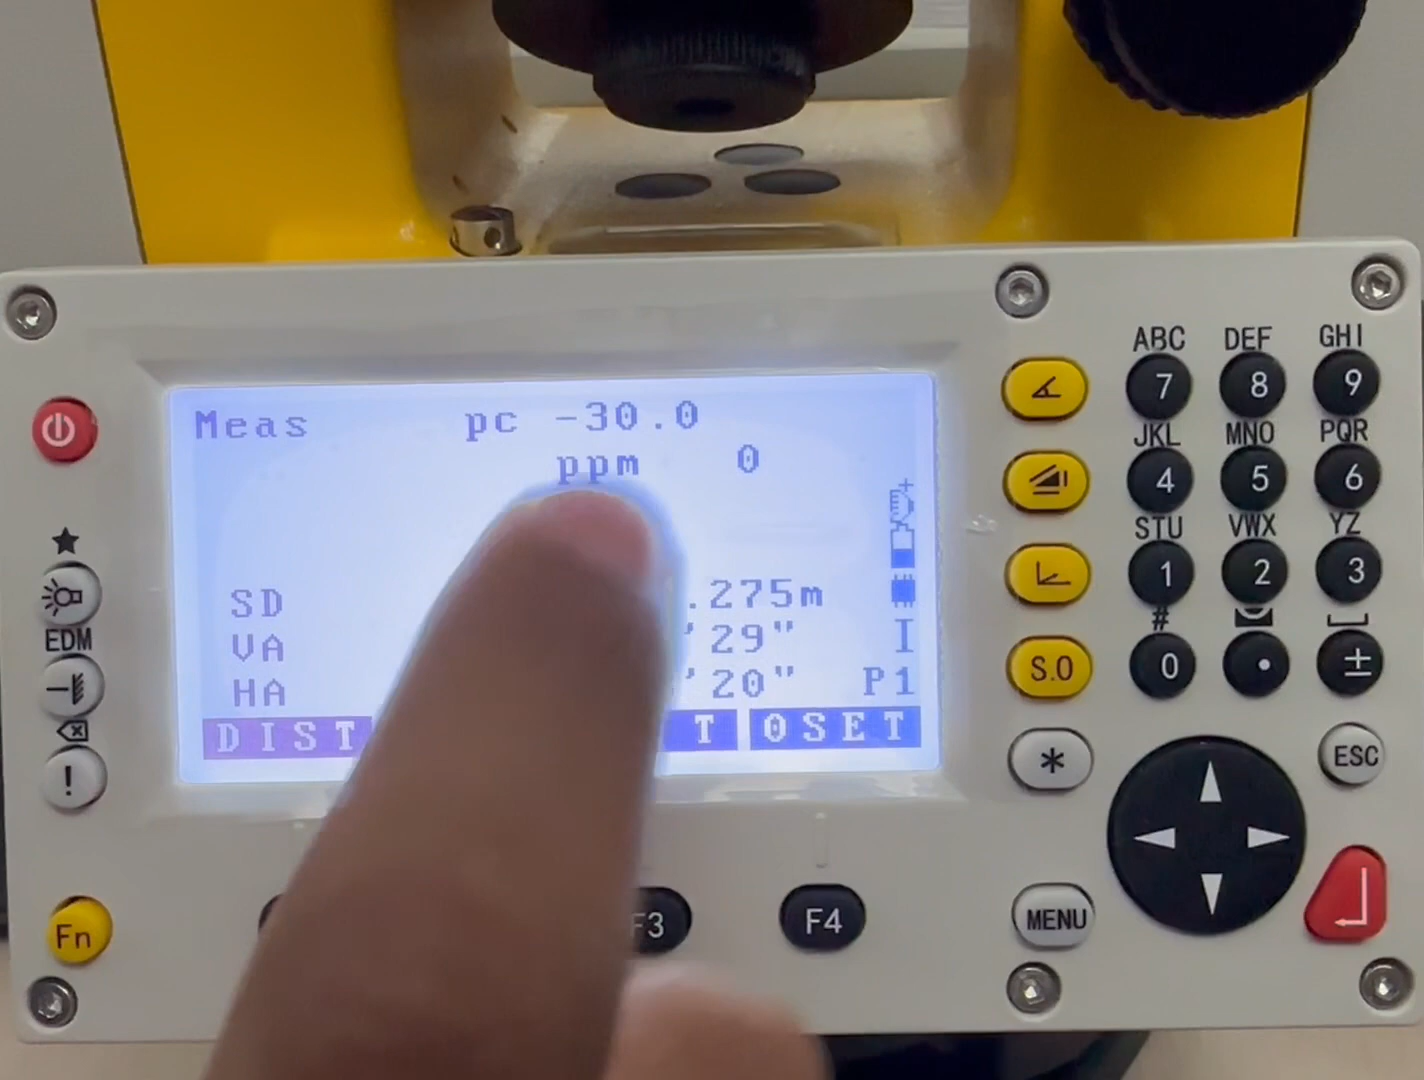 Meas pc -30.0
ppm 0
SD .275m
VA '29"
HA '20" P1
DIST T 0SET
I
EDM
!
Fn
F3
F4
S.O
*
MENU
ESC
ABC DEF GHI
7 8 9
JKL MNO PQR
4 5 6
STU VWX YZ
1 2 3
#
0 • ±